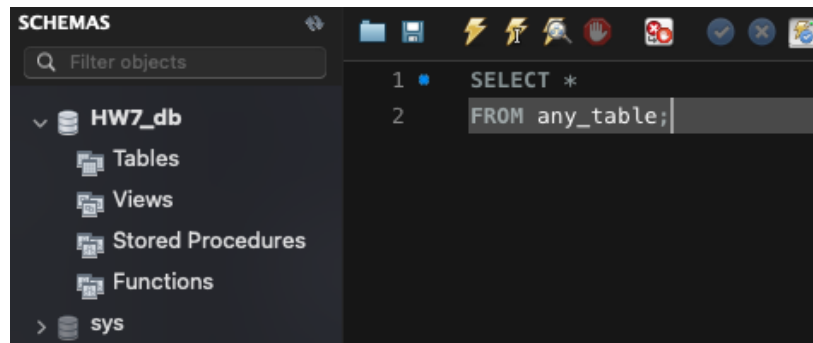 SCHEMAS
Filter objects
HW7_db
Tables
Views
Stored Procedures
Functions
sys
1 SELECT *
2 FROM any_table;